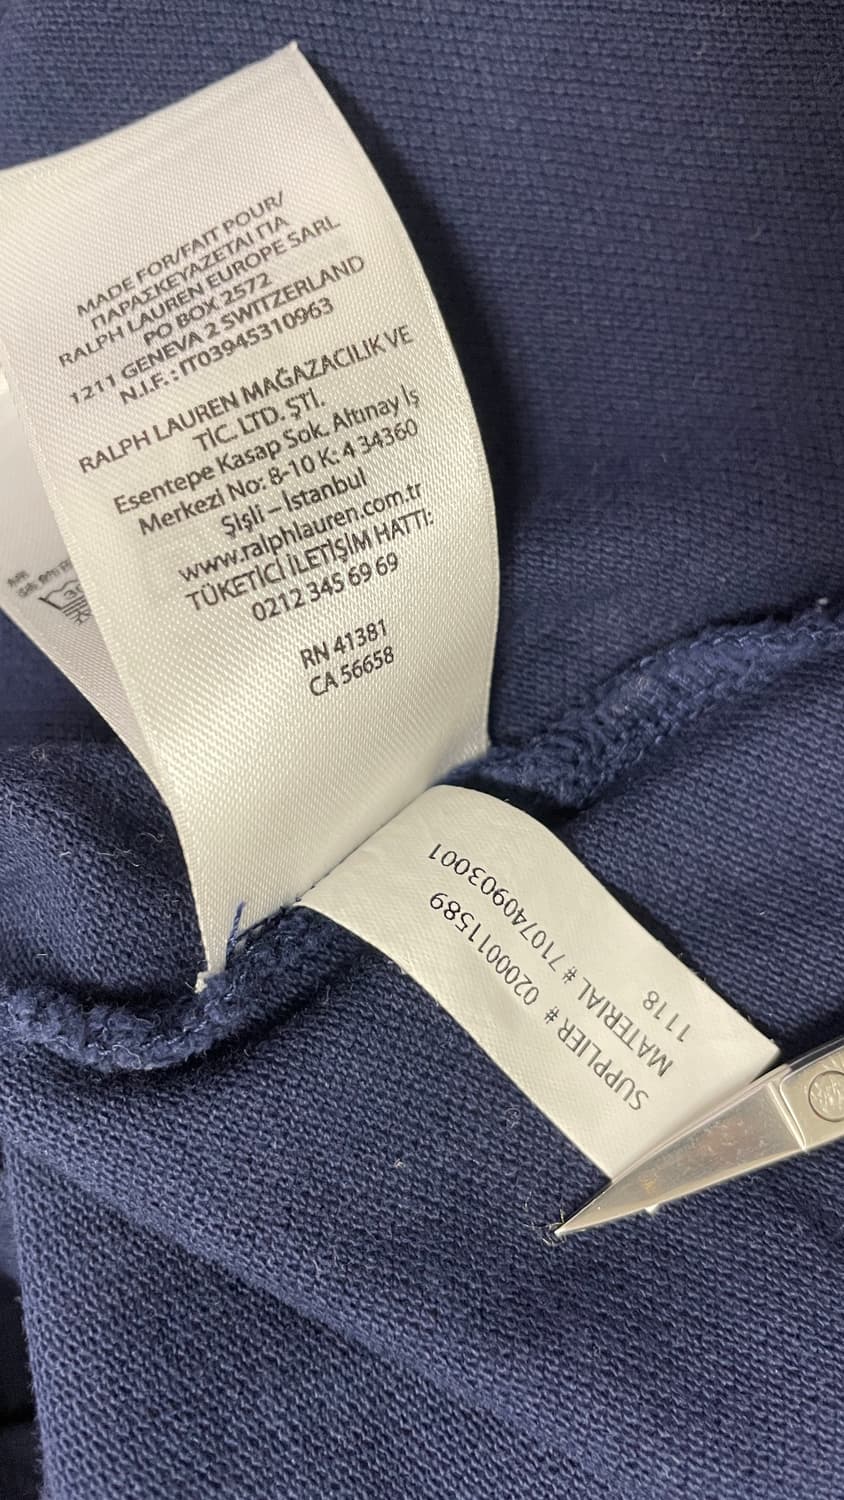 MADE FOR/FAIT POUR/
ΠΑΡΑΣΚΕΥΑΖΕΤΑΙ ΓΙΑ
RALPH LAUREN EUROPE SARL
PO BOX 2572
1211 GENEVA 2 SWITZERLAND
N.I.F. : IT03945310963
RALPH LAUREN MAĞAZACILIK VE
TİC. LTD. ŞTİ.
Esentepe Kasap Sok. Altınay İş
Merkezi No: 8-10 K: 4 34360
Şişli – Istanbul
www.ralphlauren.com.tr
TÜKETİCİ İLETİŞİM HATTI:
0212 345 69 69
RN 41381
CA 56658
SUPPLIER # 0200011589
MATERIAL # 710740903001
1118